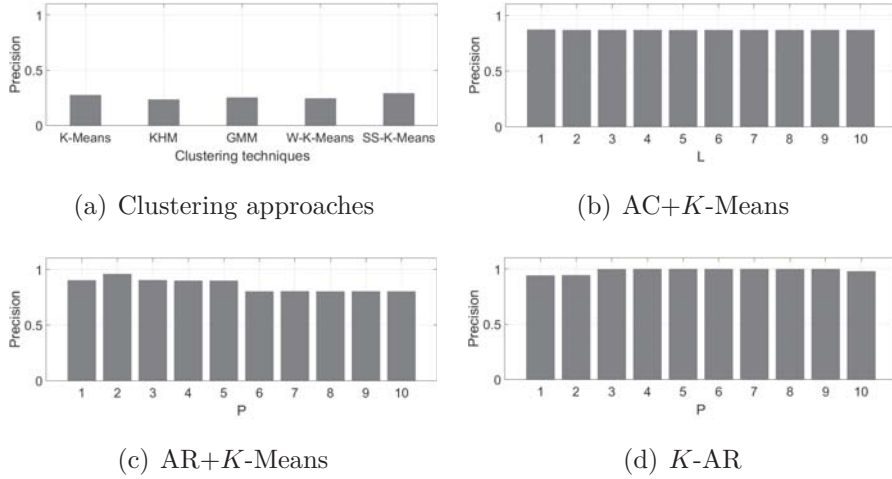 1
0.5
0
Precision
K-Means KHM GMM W-K-Means SS-K-Means
Clustering techniques
(a) Clustering approaches
1
0.5
0
Precision
1 2 3 4 5 6 7 8 9 10
L
(b) AC+K-Means
1
0.5
0
Precision
1 2 3 4 5 6 7 8 9 10
P
(c) AR+K-Means
1
0.5
0
Precision
1 2 3 4 5 6 7 8 9 10
P
(d) K-AR